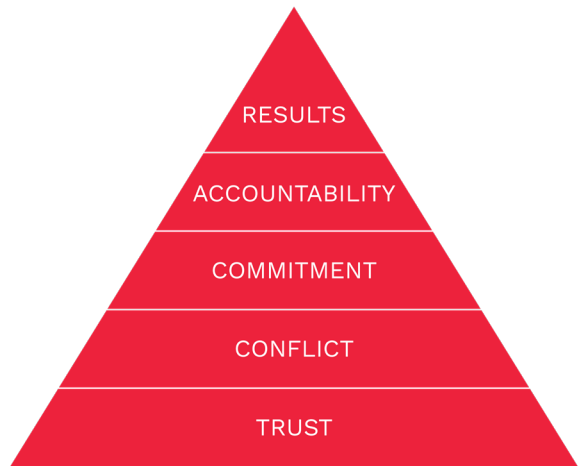 RESULTS
ACCOUNTABILITY
COMMITMENT
CONFLICT
TRUST